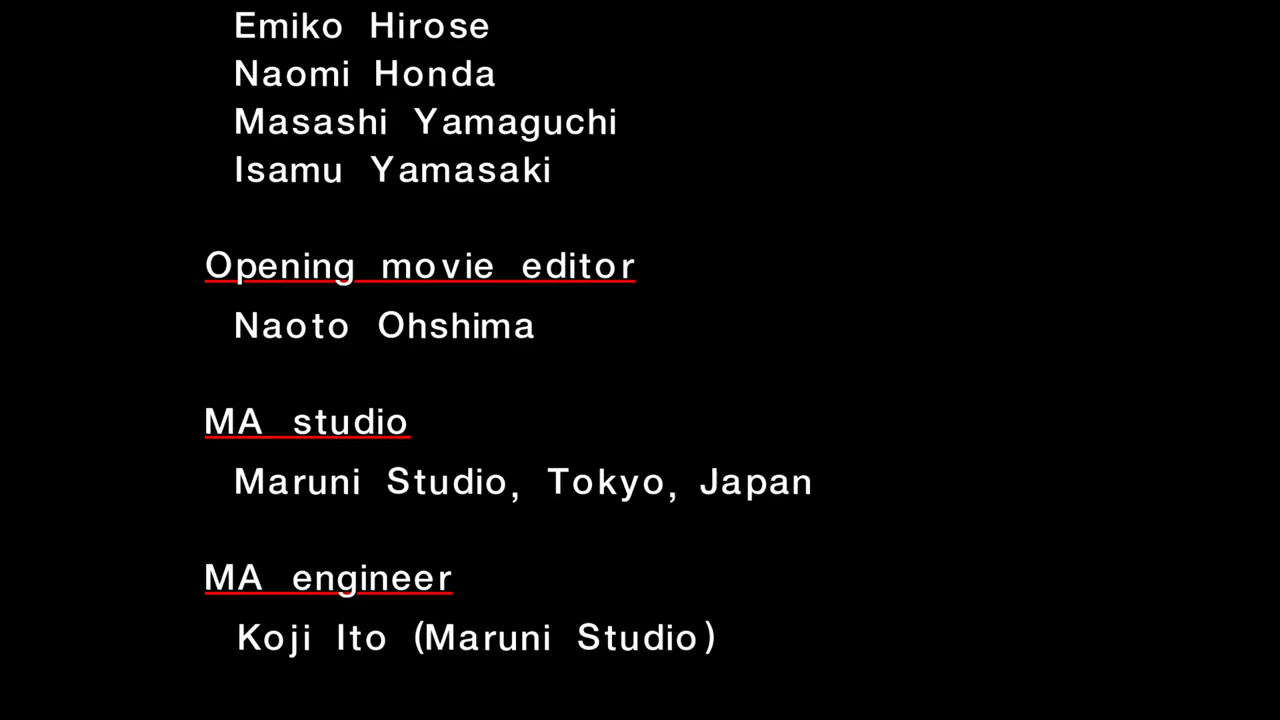 Emiko Hirose
Naomi Honda
Masashi Yamaguchi
Isamu Yamasaki
Opening movie editor
Naoto Ohshima
MA studio
Maruni Studio, Tokyo, Japan
MA engineer
Koji Ito (Maruni Studio)